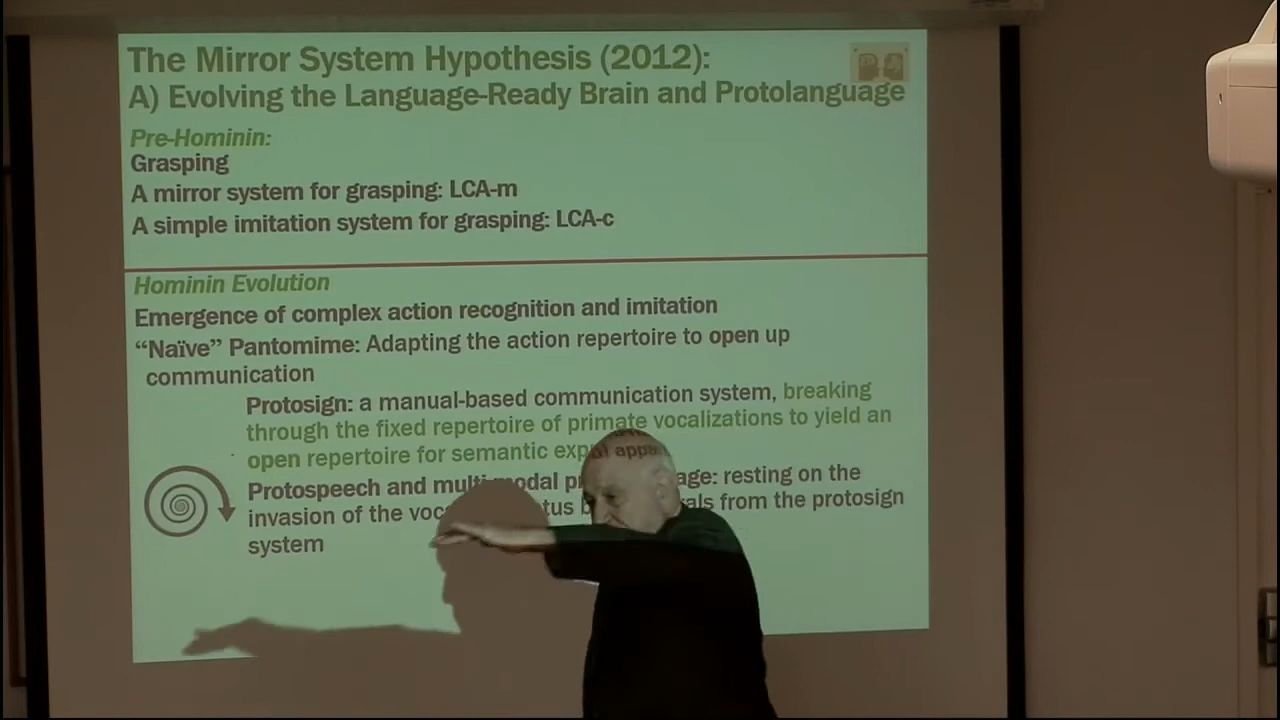 The Mirror System Hypothesis (2012):
A) Evolving the Language-Ready Brain and Protolanguage
Pre-Hominin:
Grasping
A mirror system for grasping: LCA-m
A simple imitation system for grasping: LCA-c
Hominin Evolution
Emergence of complex action recognition and imitation
“Naïve” Pantomime: Adapting the action repertoire to open up
communication
Protosign: a manual-based communication system, breaking
through the fixed repertoire of primate vocalizations to yield an
open repertoire for semantic
Protospeech and resting on the
invasion of the from the protosign
system